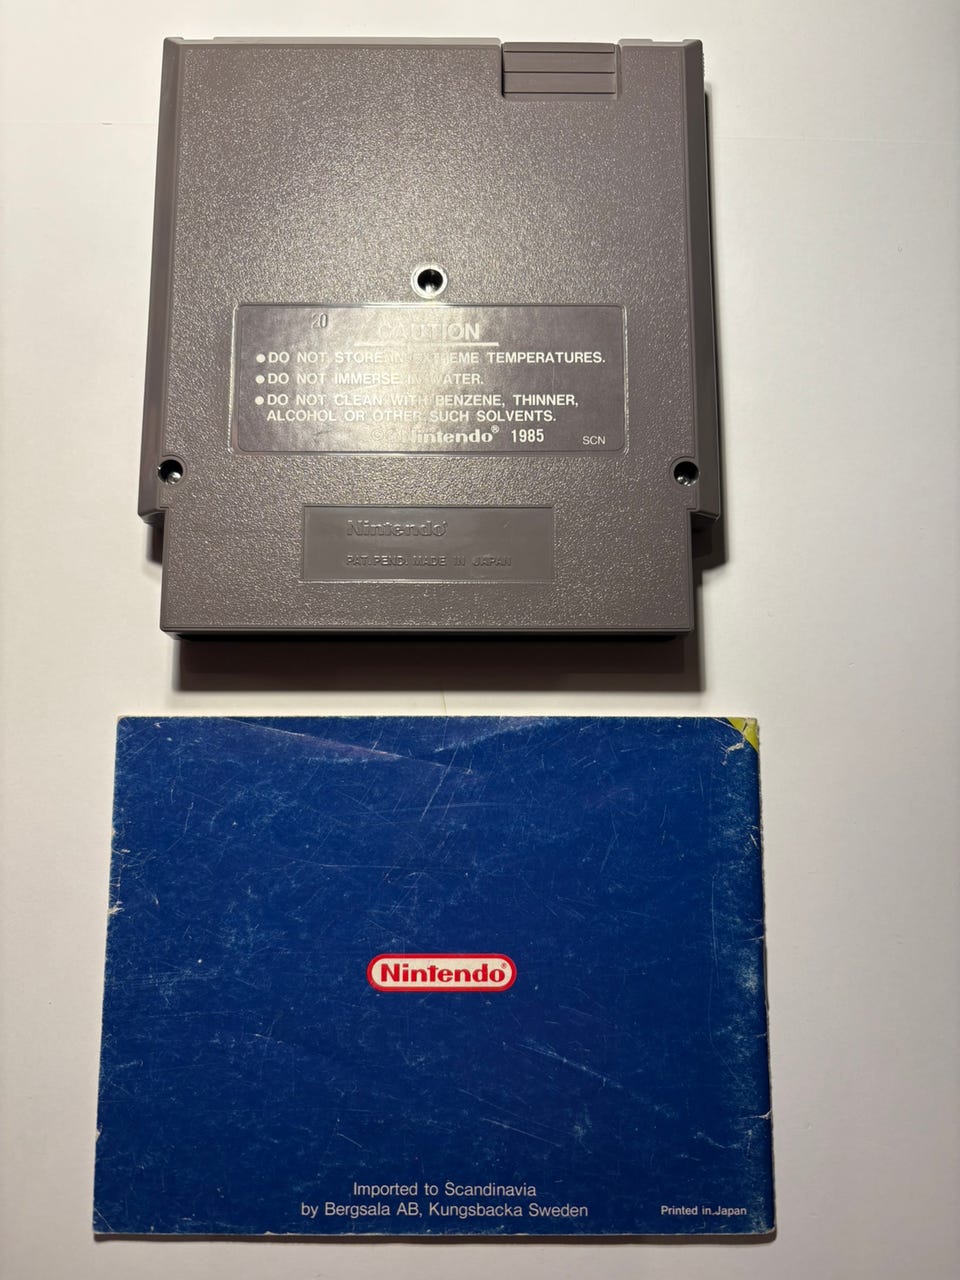 20
CAUTION
●DO NOT STORE IN EXTREME TEMPERATURES.
●DO NOT IMMERSE IN WATER.
●DO NOT CLEAN WITH BENZENE, THINNER,
ALCOHOL OR OTHER SUCH SOLVENTS.
© Nintendo® 1985
SCN
Nintendo
PAT.PEND. MADE IN JAPAN
Nintendo®
Imported to Scandinavia
by Bergsala AB, Kungsbacka Sweden
Printed in Japan